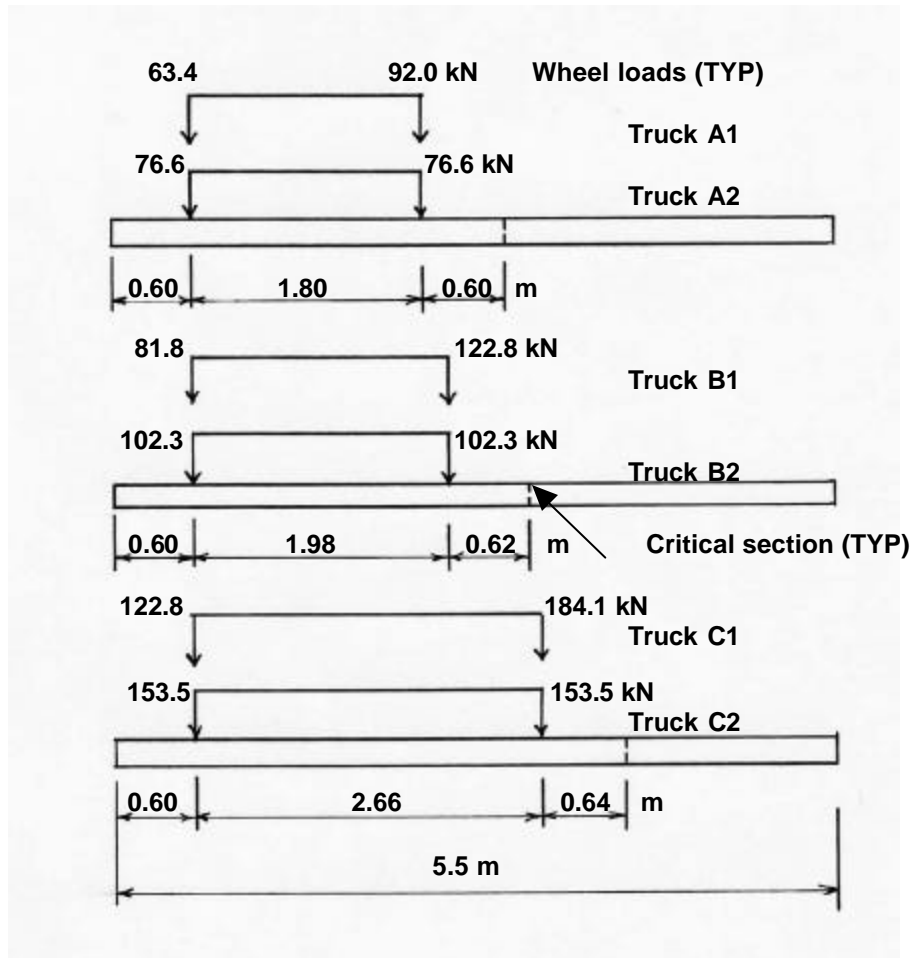 63.4 92.0 kN Wheel loads (TYP)
Truck A1
76.6 76.6 kN
Truck A2
0.60 1.80 0.60 m
81.8 122.8 kN
Truck B1
102.3 102.3 kN
Truck B2
0.60 1.98 0.62 m Critical section (TYP)
122.8 184.1 kN
Truck C1
153.5 153.5 kN
Truck C2
0.60 2.66 0.64 m
5.5 m